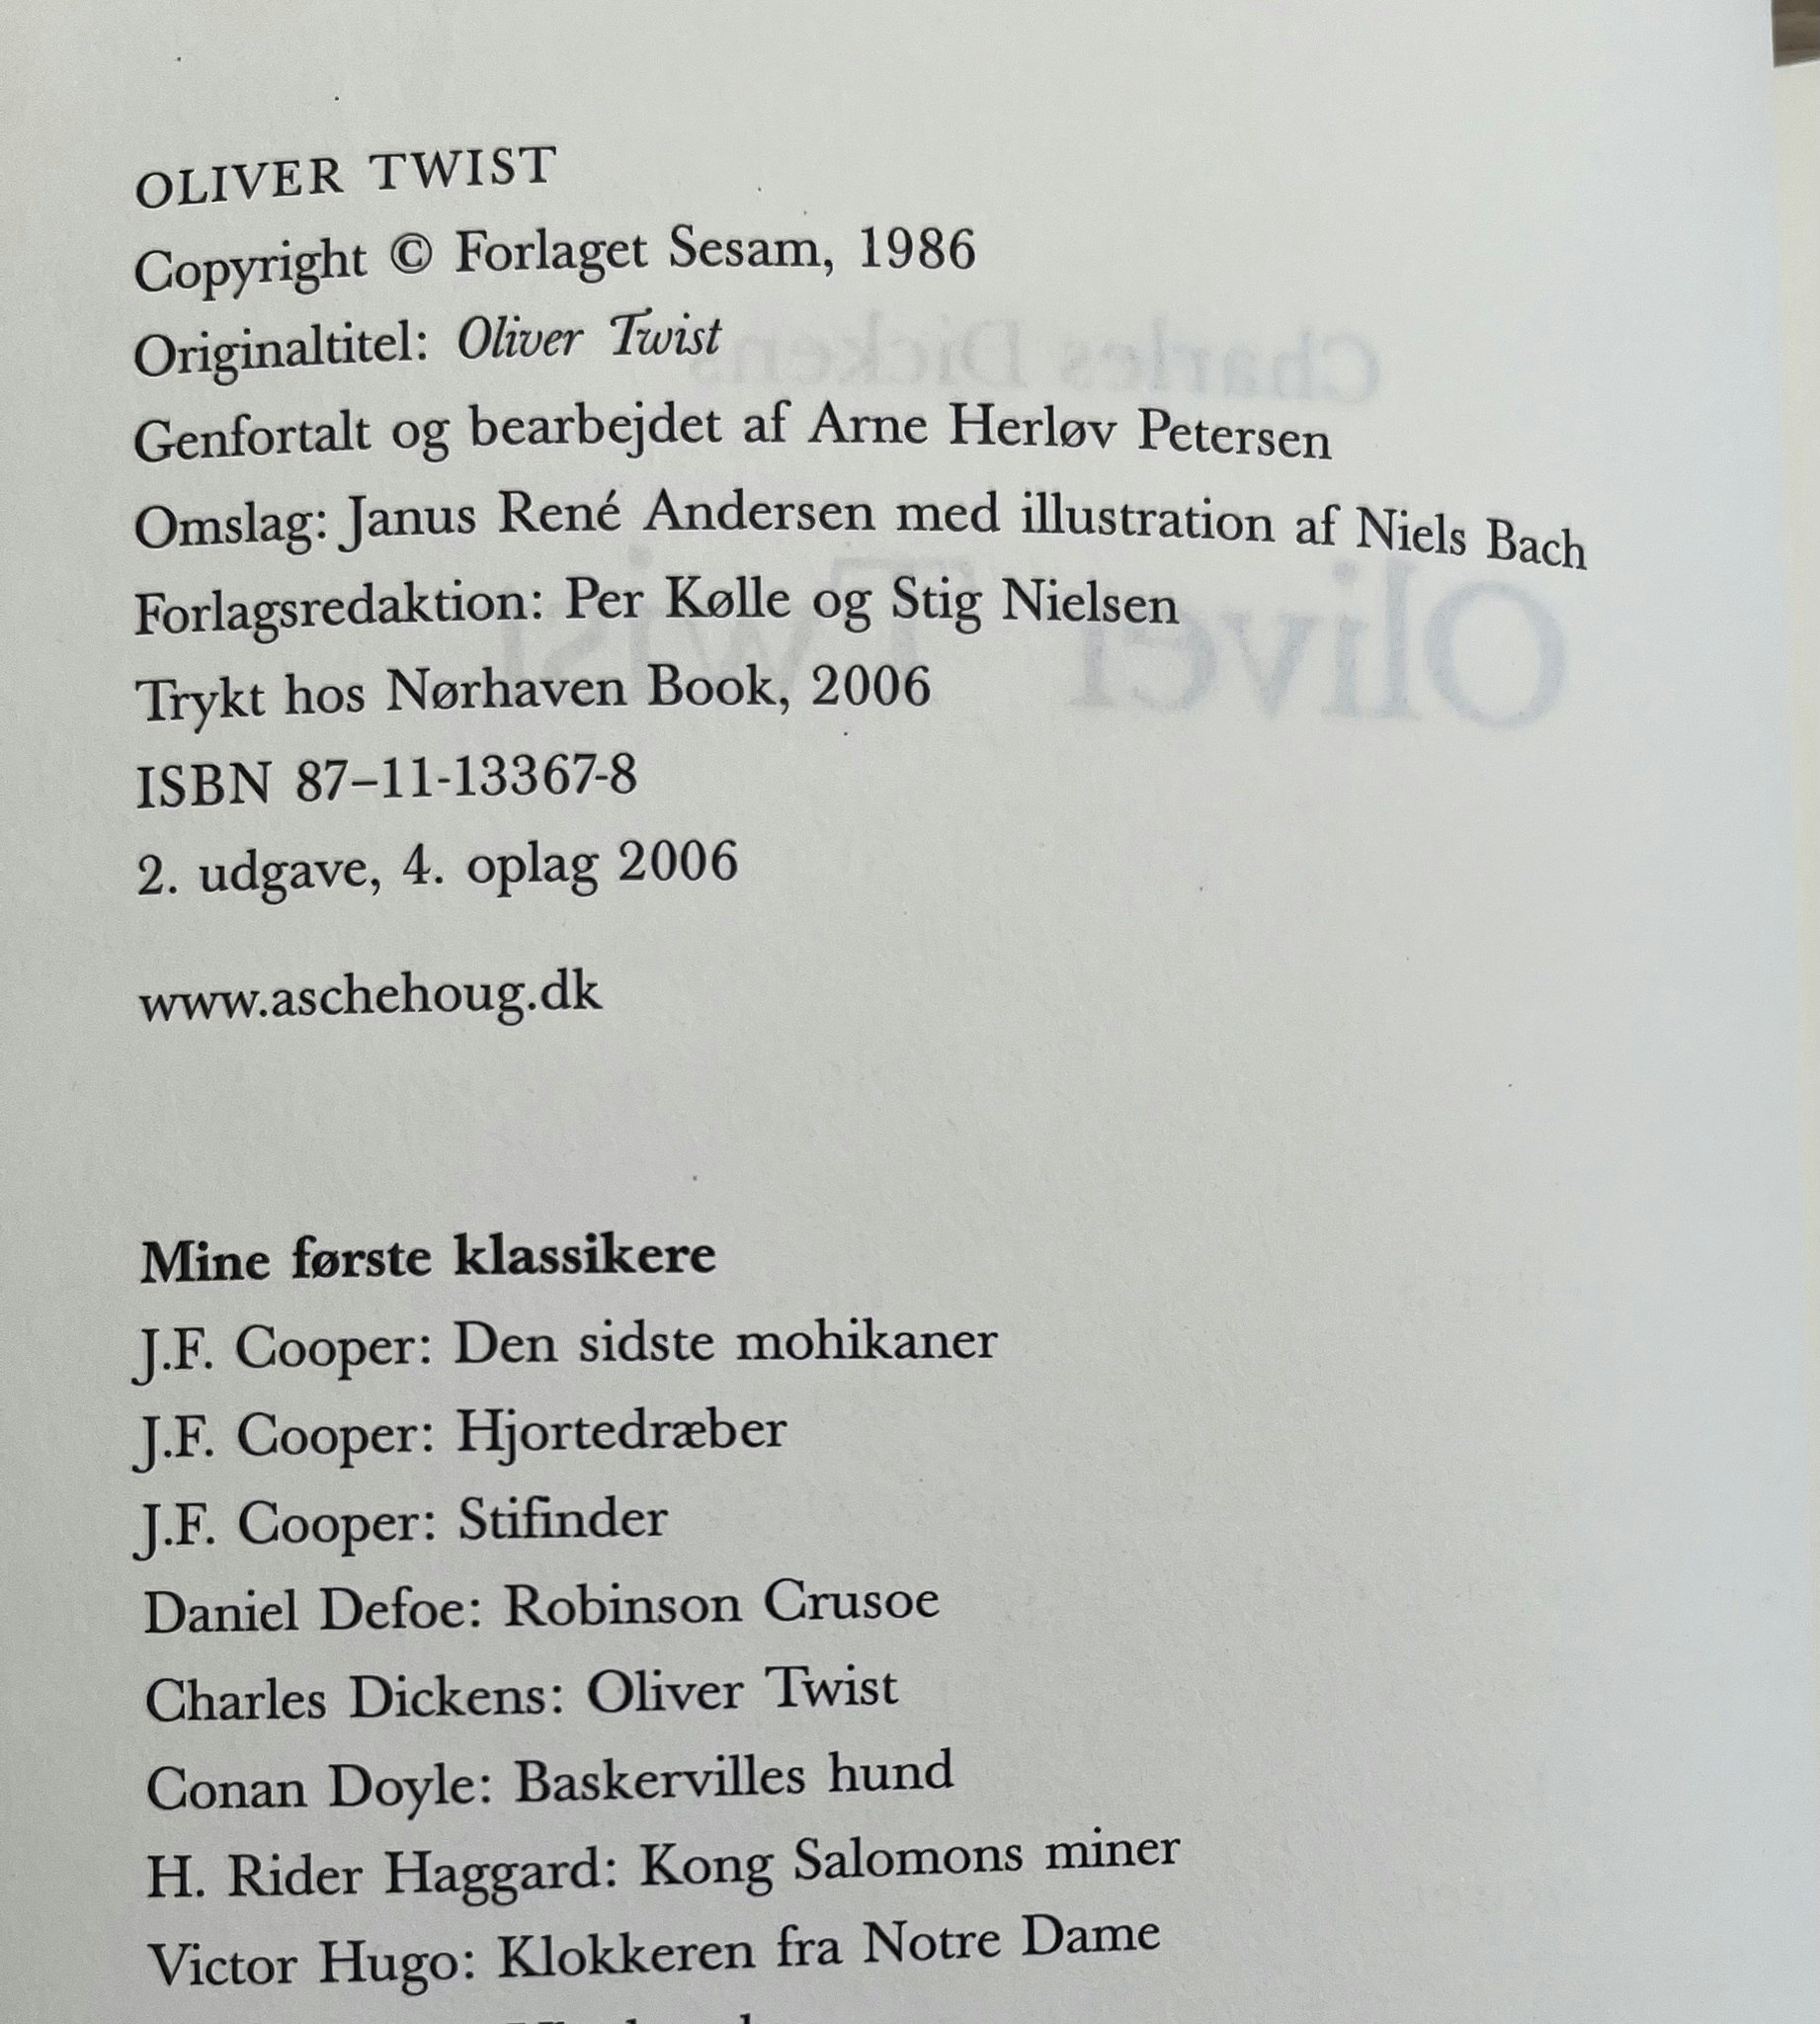 OLIVER TWIST
Copyright © Forlaget Sesam, 1986
Originaltitel: Oliver Twist
Genfortalt og bearbejdet af Arne Herløv Petersen
Omslag: Janus René Andersen med illustration af Niels Bach
Forlagsredaktion: Per Kølle og Stig Nielsen
Trykt hos Nørhaven Book, 2006
ISBN 87–11-13367-8
2. udgave, 4. oplag 2006
www.aschehoug.dk
Mine første klassikere
J.F. Cooper: Den sidste mohikaner
J.F. Cooper: Hjortedræber
J.F. Cooper: Stifinder
Daniel Defoe: Robinson Crusoe
Charles Dickens: Oliver Twist
Conan Doyle: Baskervilles hund
H. Rider Haggard: Kong Salomons miner
Victor Hugo: Klokkeren fra Notre Dame
Charles Dickens
Oliver Twist